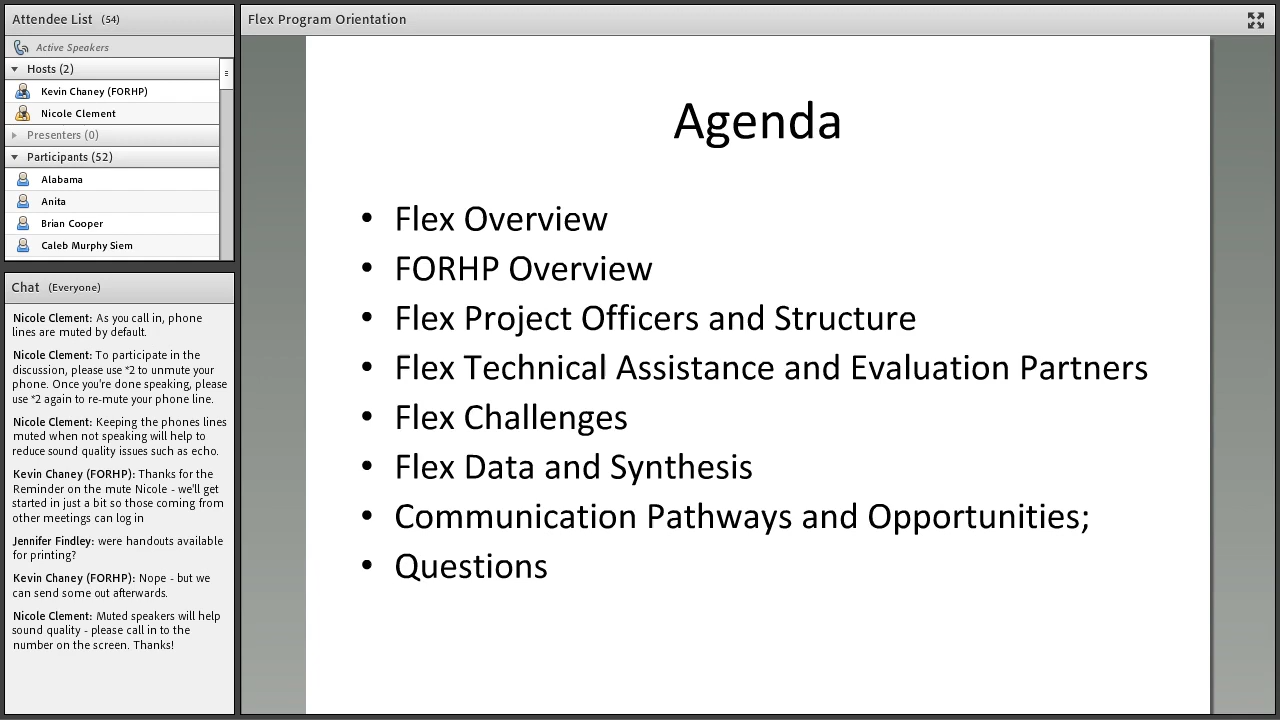 Attendee List (54)
Active Speakers
Hosts (2)
Kevin Chaney (FORHP)
Nicole Clement
Presenters (0)
Participants (52)
Alabama
Anita
Brian Cooper
Caleb Murphy Siem
Chat (Everyone)
Nicole Clement: As you call in, phone
lines are muted by default.
Nicole Clement: To participate in the
discussion, please use *2 to unmute your
phone. Once you're done speaking, please
use *2 again to re-mute your phone line.
Nicole Clement: Keeping the phones lines
muted when not speaking will help to
reduce sound quality issues such as echo.
Kevin Chaney (FORHP): Thanks for the
Reminder on the mute Nicole - we'll get
started in just a bit so those coming from
other meetings can log in
Jennifer Findley: were handouts available
for printing?
Kevin Chaney (FORHP): Nope - but we
can send some out afterwards.
Nicole Clement: Muted speakers will help
sound quality - please call in to the
number on the screen. Thanks!
Flex Program Orientation
Agenda
• Flex Overview
• FORHP Overview
• Flex Project Officers and Structure
• Flex Technical Assistance and Evaluation Partners
• Flex Challenges
• Flex Data and Synthesis
• Communication Pathways and Opportunities;
• Questions